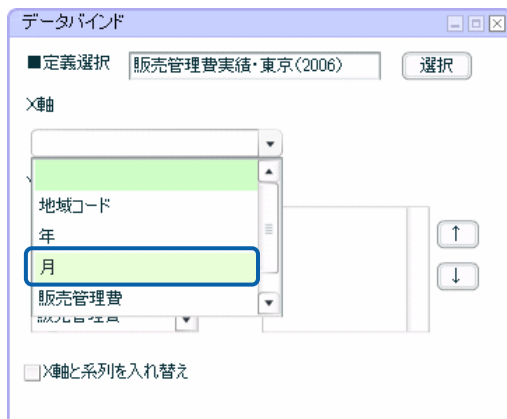 データバインド
■定義選択 販売管理費実績・東京(2006) 選択
X軸
地域コード
年
月
販売管理費
↑
↓
X軸と系列を入れ替え